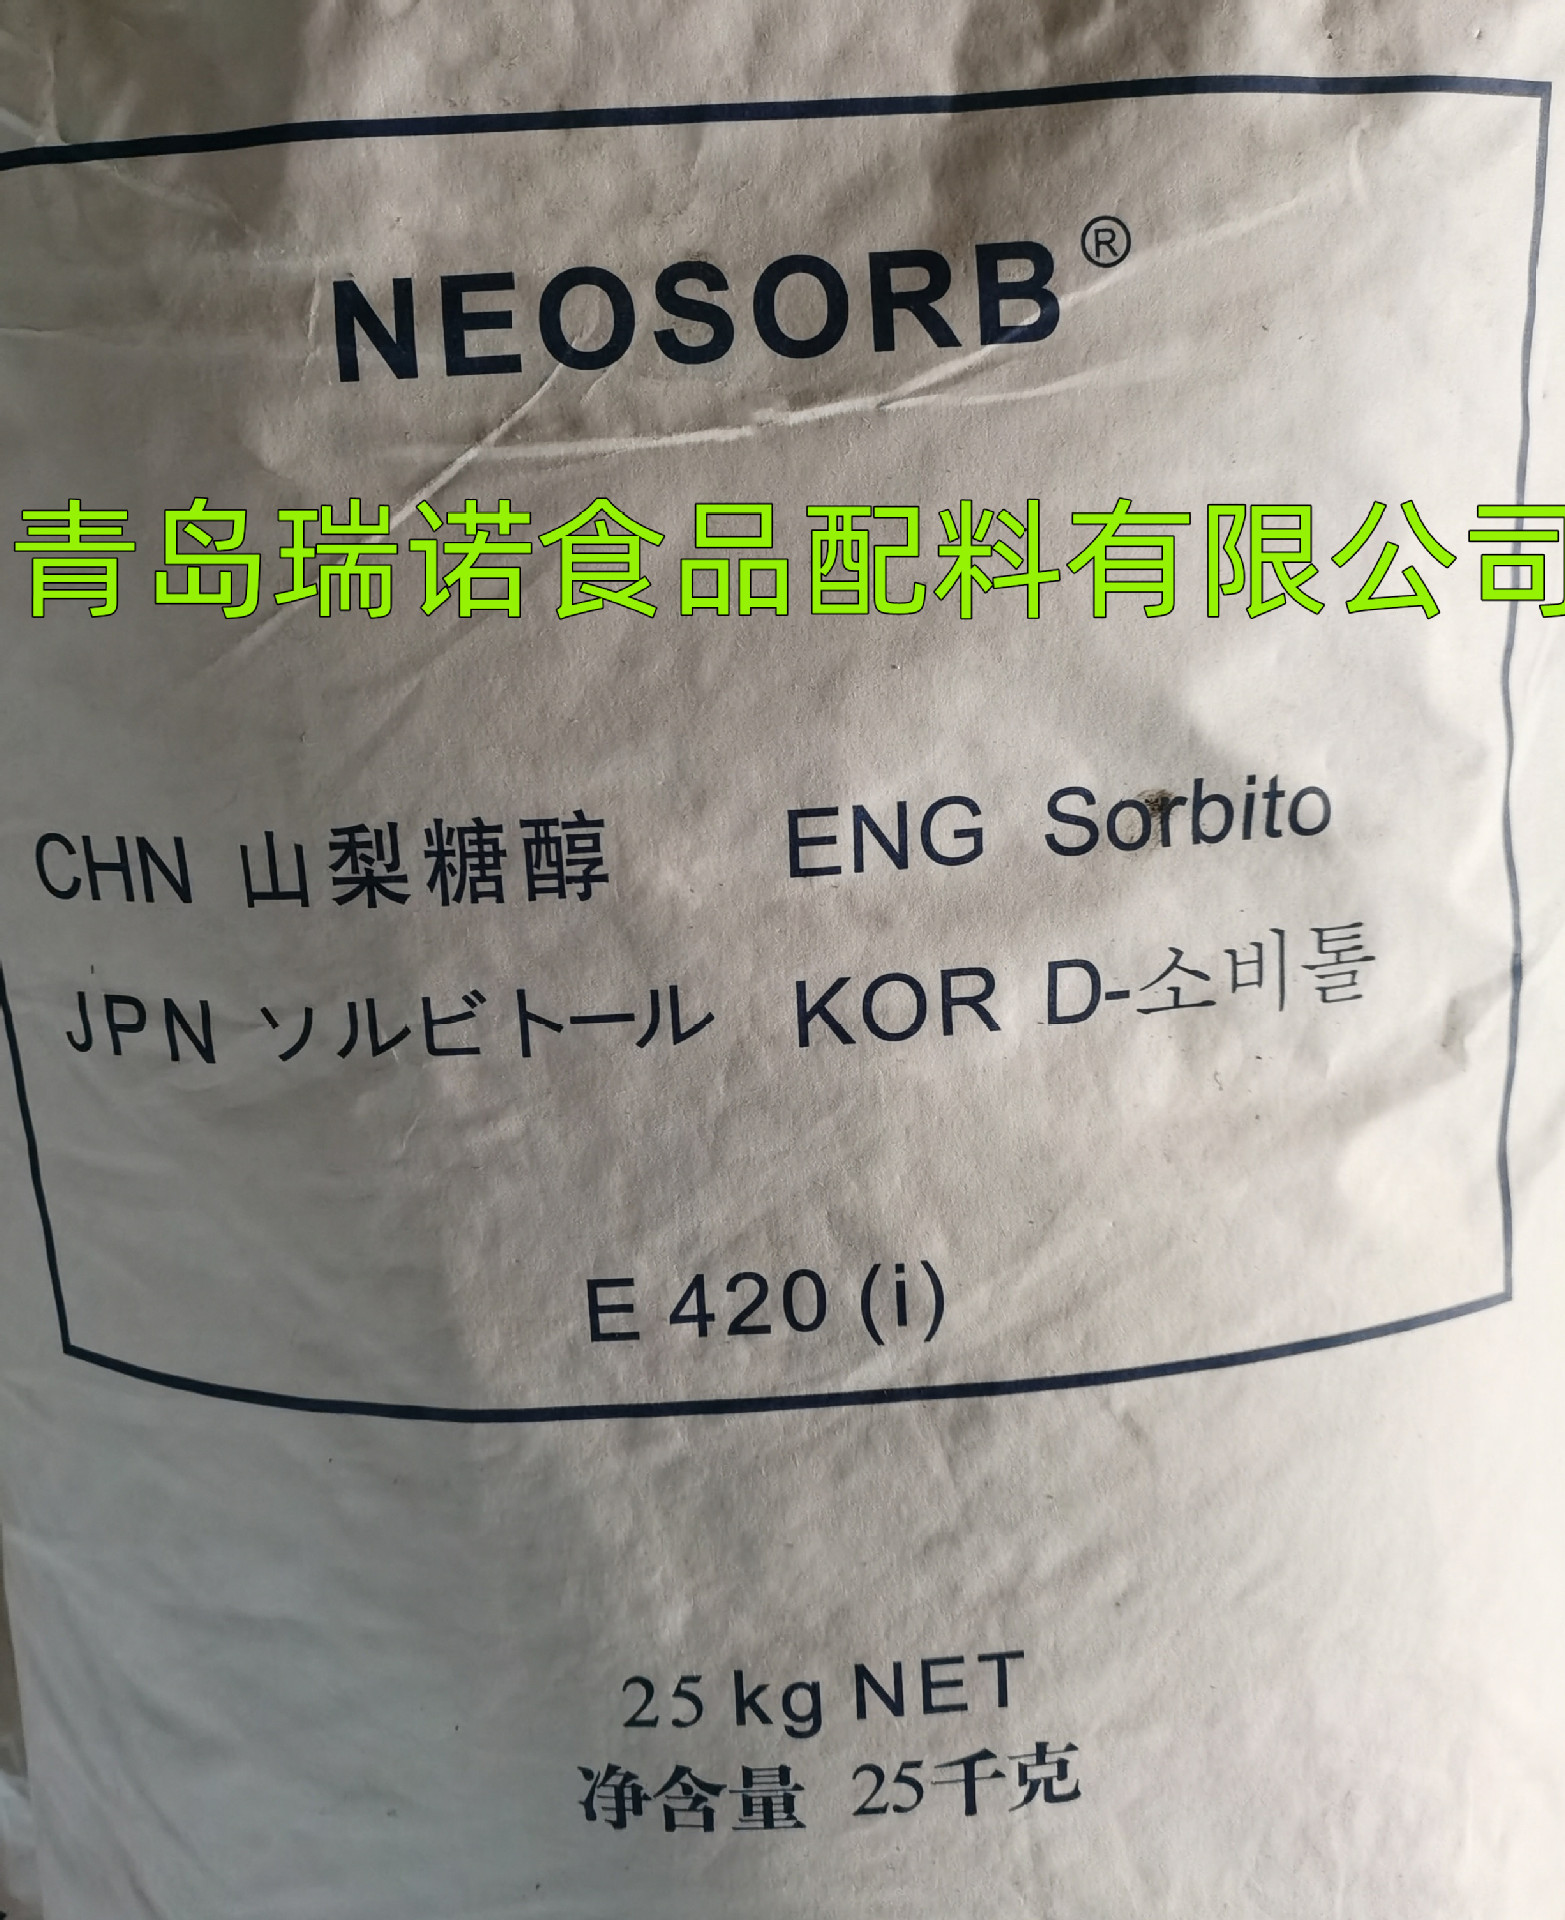 NEOSORB®
青岛瑞诺食品配料有限公司
CHN 山梨糖醇 ENG Sorbito
JPN ソルビトール KOR D-소비톨
E 420 (i)
25 kg NET
净含量 25千克